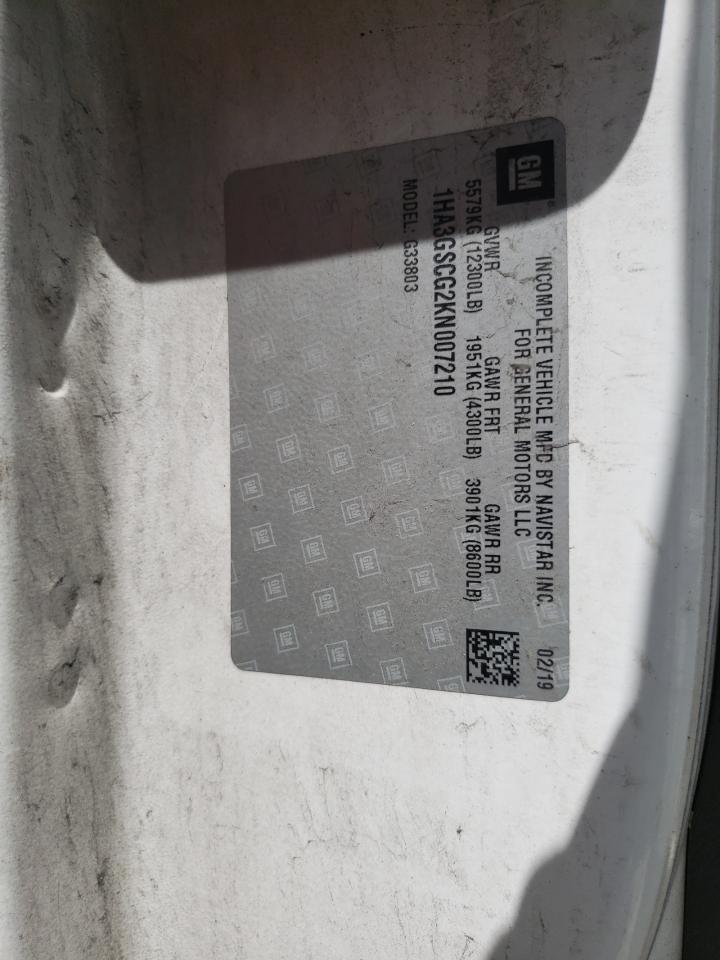 GM
INCOMPLETE VEHICLE MFD BY NAVISTAR INC. 02/19
FOR GENERAL MOTORS LLC
GVWR GAWR FRT GAWR RR
5579KG (12300LB) 1951KG (4300LB) 3901KG (8600LB)
1HA3GSCG2KN007210
MODEL: G33803